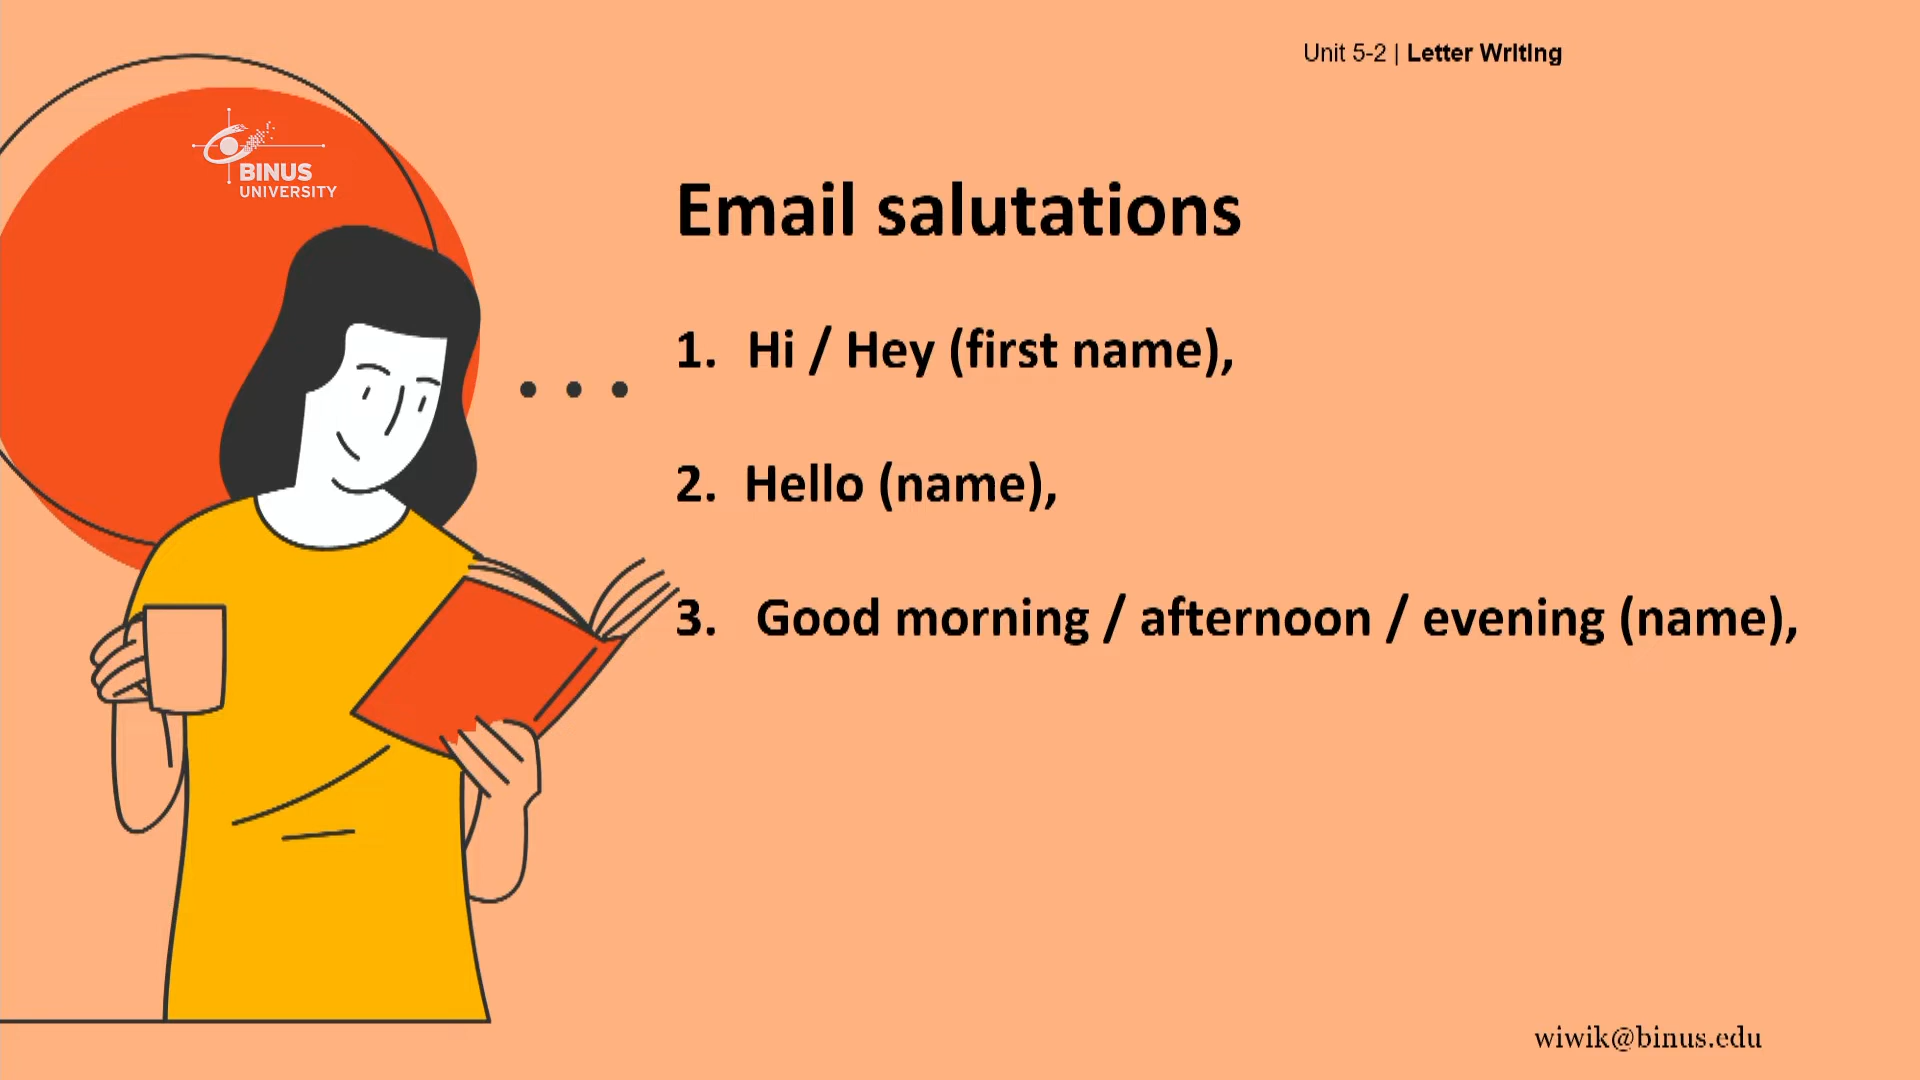 Unit 5-2 | Letter Writing
BINUS
UNIVERSITY
Email salutations
1. Hi / Hey (first name),
2. Hello (name),
3. Good morning / afternoon / evening (name),
wiwik@binus.edu